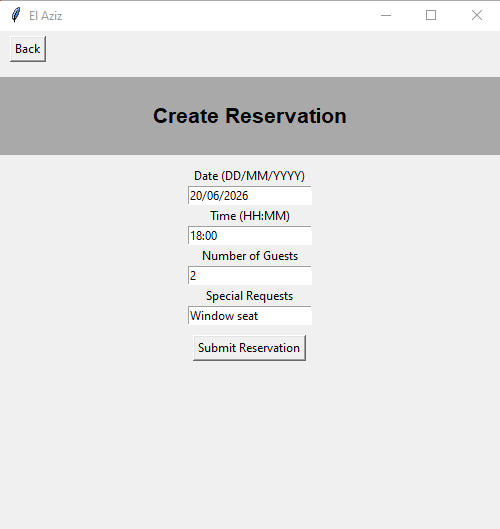 El Aziz
Back
Create Reservation
Date (DD/MM/YYYY)
20/06/2026
Time (HH:MM)
18:00
Number of Guests
2
Special Requests
Window seat
Submit Reservation